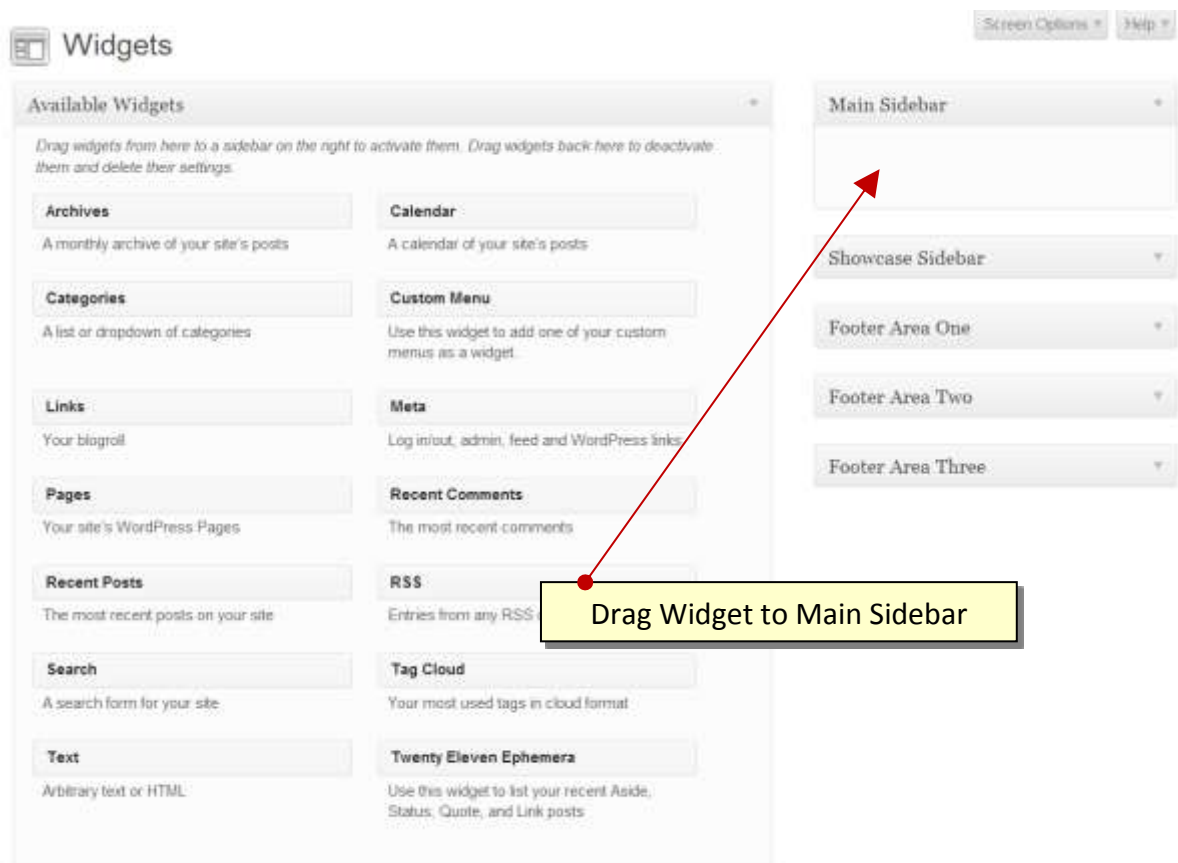 Screen Options Help
Widgets
Available Widgets
Drag widgets from here to a sidebar on the right to activate them. Drag widgets back here to deactivate
them and delete their settings.
Archives
A monthly archive of your site's posts
Calendar
A calendar of your site's posts
Categories
A list or dropdown of categories
Custom Menu
Use this widget to add one of your custom
menus as a widget.
Links
Your blogroll
Meta
Log in/out, admin, feed and WordPress links
Pages
Your site's WordPress Pages
Recent Comments
The most recent comments
Recent Posts
The most recent posts on your site
RSS
Entries from any RSS
Search
A search form for your site
Tag Cloud
Your most used tags in cloud format
Text
Arbitrary text or HTML
Twenty Eleven Ephemera
Use this widget to list your recent Aside,
Status, Quote, and Link posts
Main Sidebar
Showcase Sidebar
Footer Area One
Footer Area Two
Footer Area Three
Drag Widget to Main Sidebar